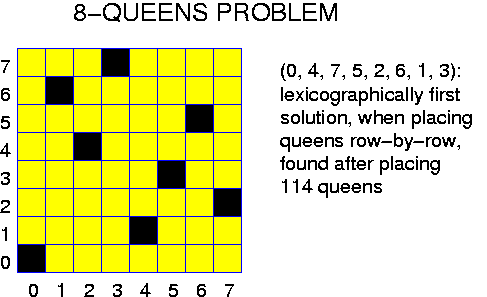 8-QUEENS PROBLEM
7
6
5
4
3
2
1
0
0 1 2 3 4 5 6 7
(0, 4, 7, 5, 2, 6, 1, 3):
lexicographically first
solution, when placing
queens row-by-row,
found after placing
114 queens